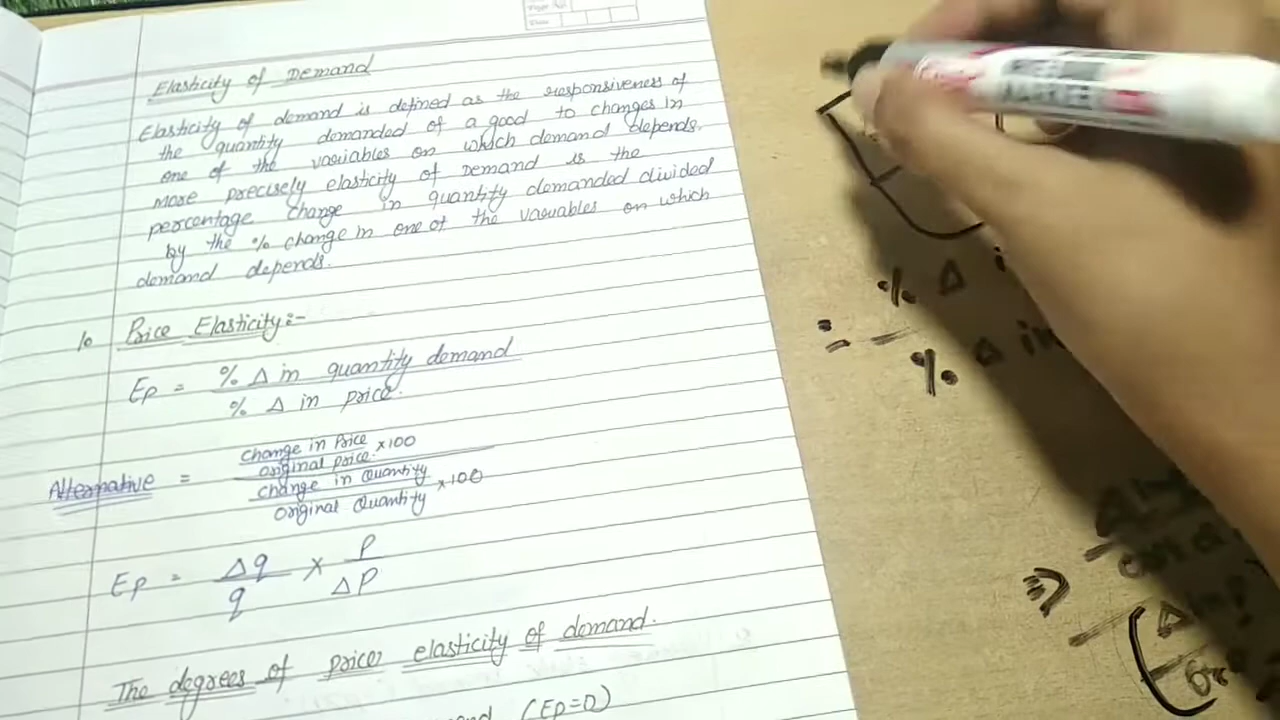 Elasticity of Demand
Elasticity of demand is defined as the responsiveness of
the quantity demanded of a good to changes in
one of the variables on which demand depends.
more precisely elasticity of Demand is the
percentage change in quantity demanded divided
by the % change in one of the variables on which
demand depends.
1. Price Elasticity:-
Ep = % Δ in quantity demand
% Δ in price.
Alternative = change in Price ×100
original price
change in Quantity ×100
original Quantity
Ep = Δq × P
q ΔP
The degrees of price elasticity of demand.
(Ep=0)
% Δ i
% Δ in
MARKER